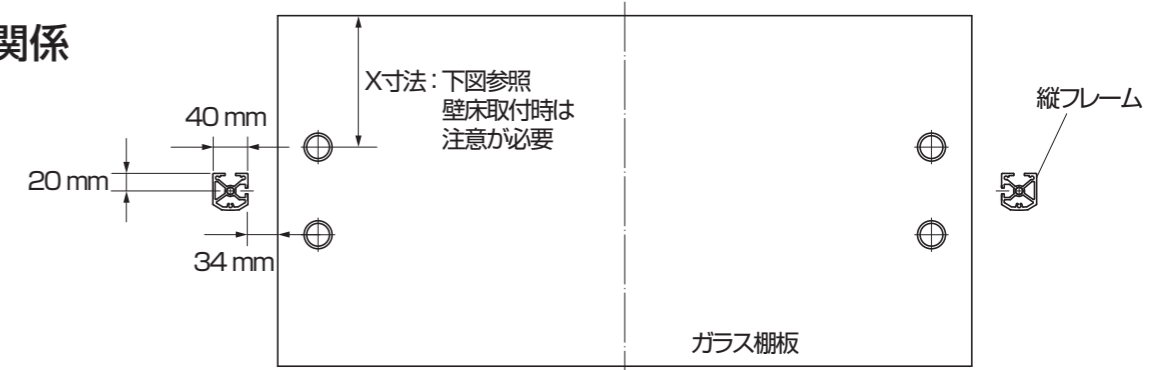 関係
X寸法：下図参照
壁床取付時は
注意が必要
縦フレーム
40 mm
20 mm
34 mm
ガラス棚板